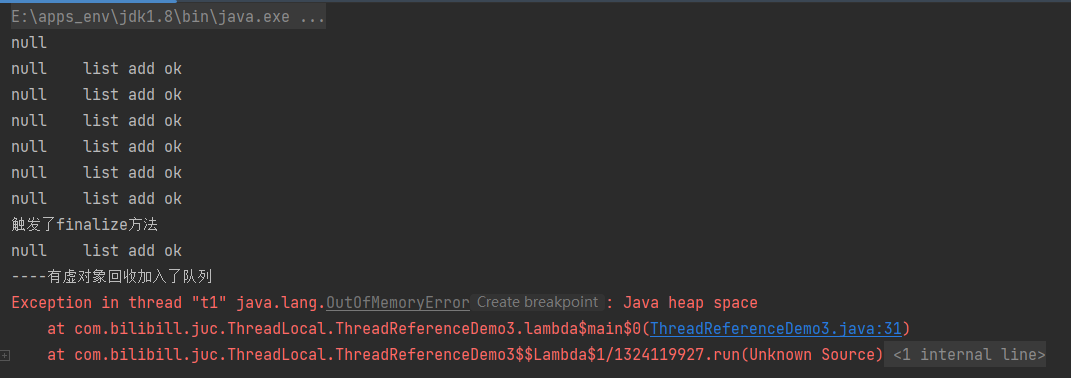 E:\apps_env\jdk1.8\bin\java.exe ...
null
null    list add ok
null    list add ok
null    list add ok
null    list add ok
null    list add ok
null    list add ok
触发了finalize方法
null    list add ok
----有虚对象回收加入了队列
Exception in thread "t1" java.lang.OutOfMemoryError Create breakpoint : Java heap space
    at com.bilibill.juc.ThreadLocal.ThreadReferenceDemo3.lambda$main$0(ThreadReferenceDemo3.java:31)
    at com.bilibill.juc.ThreadLocal.ThreadReferenceDemo3$$Lambda$1/1324119927.run(Unknown Source) <1 internal line>